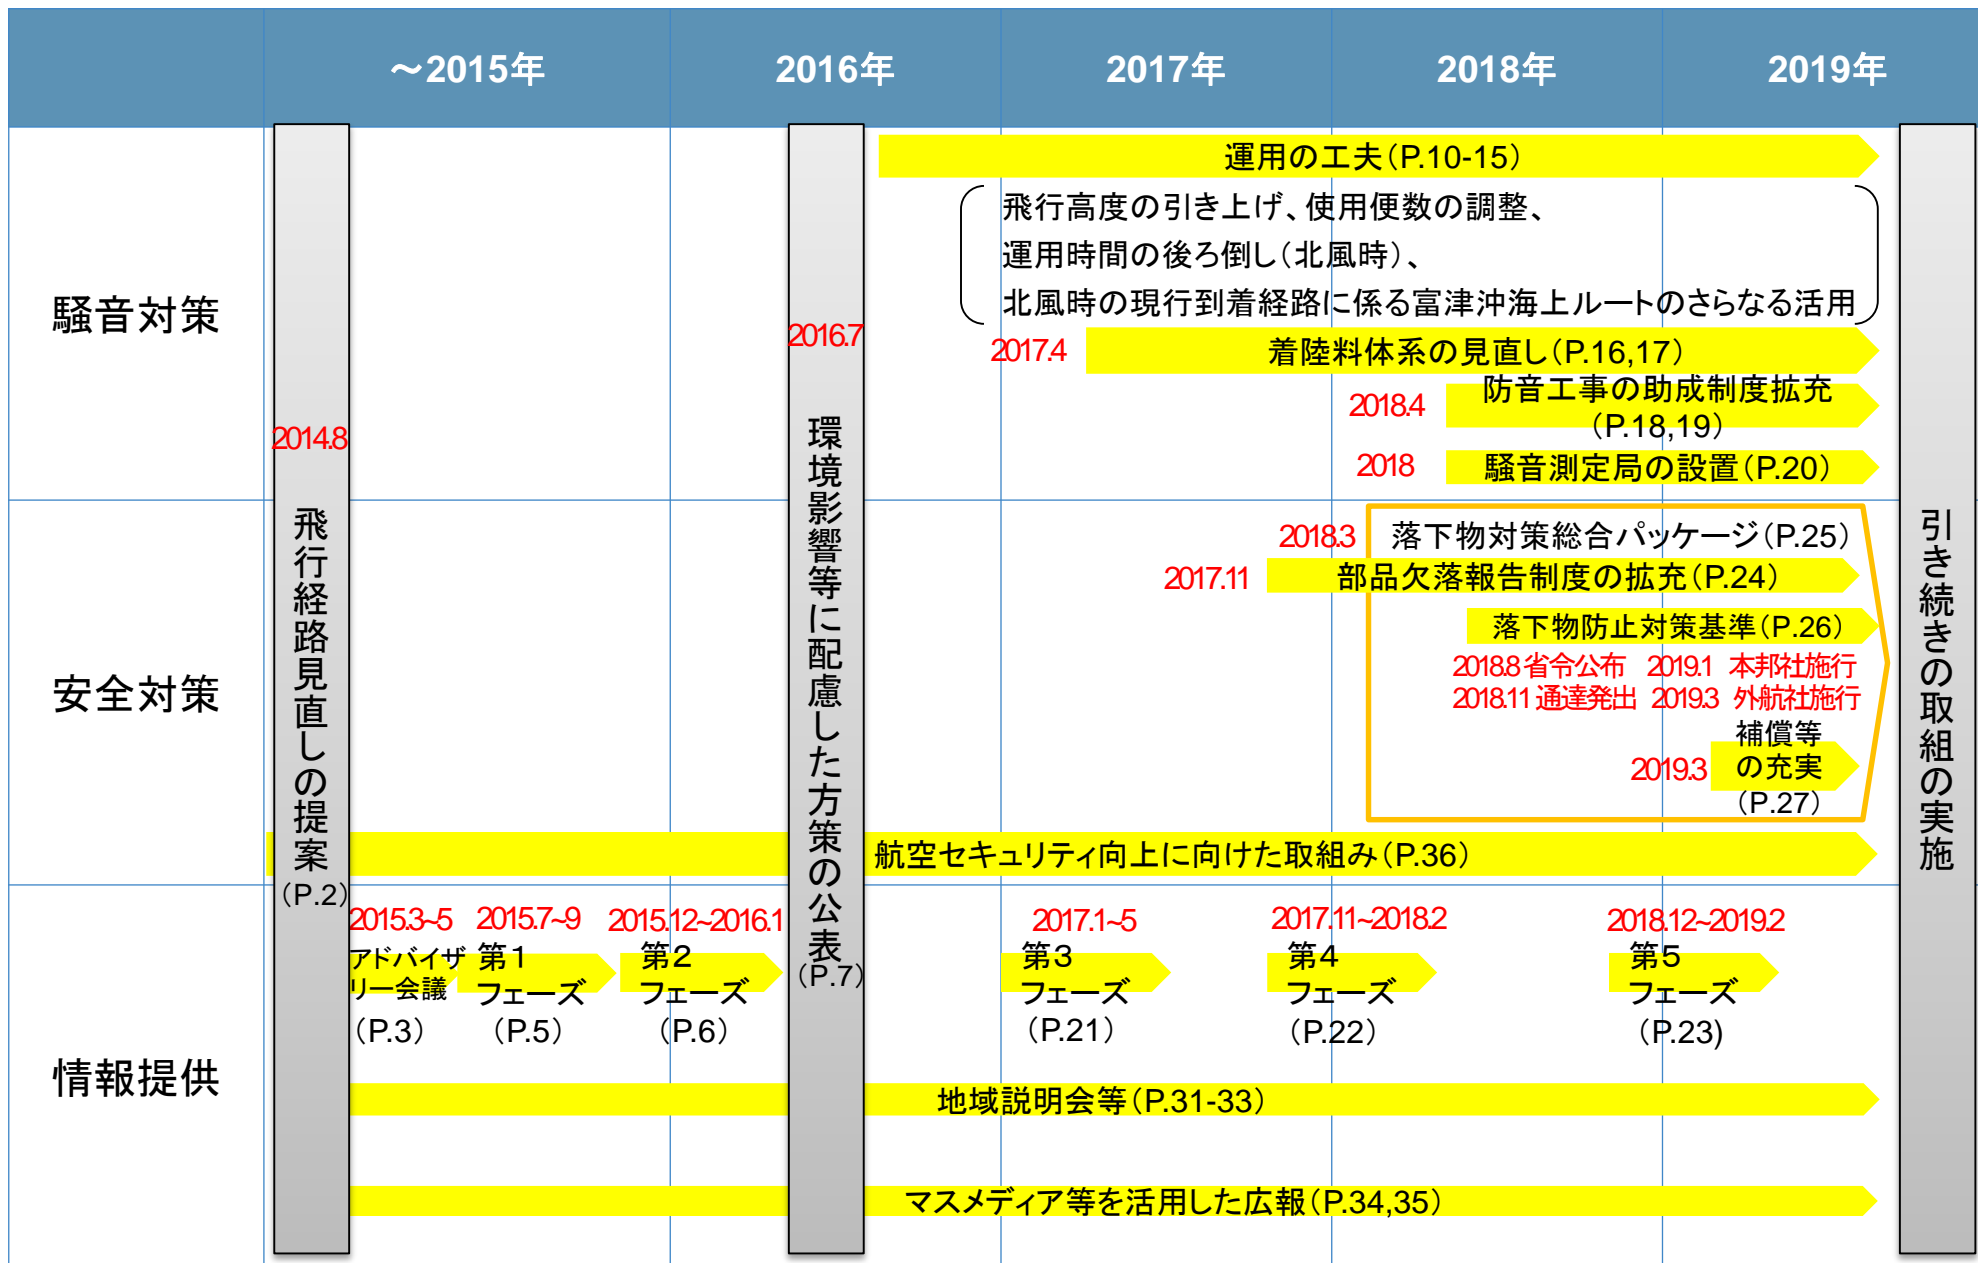 ～2015年
2016年
2017年
2018年
2019年
2014.8
飛行経路見直しの提案
（P.2）
2016.7
環境影響等に配慮した方策の公表
（P.7）
引き続きの取組の実施
騒音対策
運用の工夫（P.10-15）
飛行高度の引き上げ、使用便数の調整、
運用時間の後ろ倒し（北風時）、
北風時の現行到着経路に係る富津沖海上ルートのさらなる活用
2017.4
着陸料体系の見直し（P.16,17）
2018.4
防音工事の助成制度拡充
（P.18,19）
2018
騒音測定局の設置（P.20）
安全対策
2018.3
落下物対策総合パッケージ（P.25）
2017.11
部品欠落報告制度の拡充（P.24）
落下物防止対策基準（P.26）
2018.8 省令公布 2019.1 本邦社施行
2018.11 通達発出 2019.3 外航社施行
2019.3
補償等
の充実
（P.27）
航空セキュリティ向上に向けた取組み（P.36）
情報提供
2015.3~5
アドバイザ
リー会議
（P.3）
2015.7~9
第１
フェーズ
（P.5）
2015.12~2016.1
第２
フェーズ
（P.6）
2017.1~5
第３
フェーズ
（P.21）
2017.11~2018.2
第４
フェーズ
（P.22）
2018.12~2019.2
第５
フェーズ
（P.23)
地域説明会等（P.31-33）
マスメディア等を活用した広報（P.34,35）